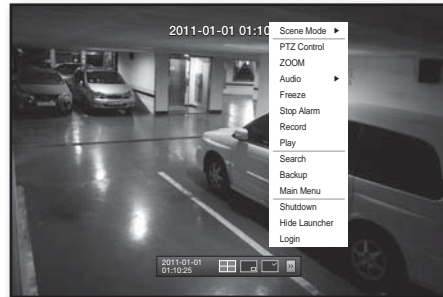 2011-01-01 01:10
Scene Mode
PTZ Control
ZOOM
Audio
Freeze
Stop Alarm
Record
Play
Search
Backup
Main Menu
Shutdown
Hide Launcher
Login
2011-01-01
01:10:25